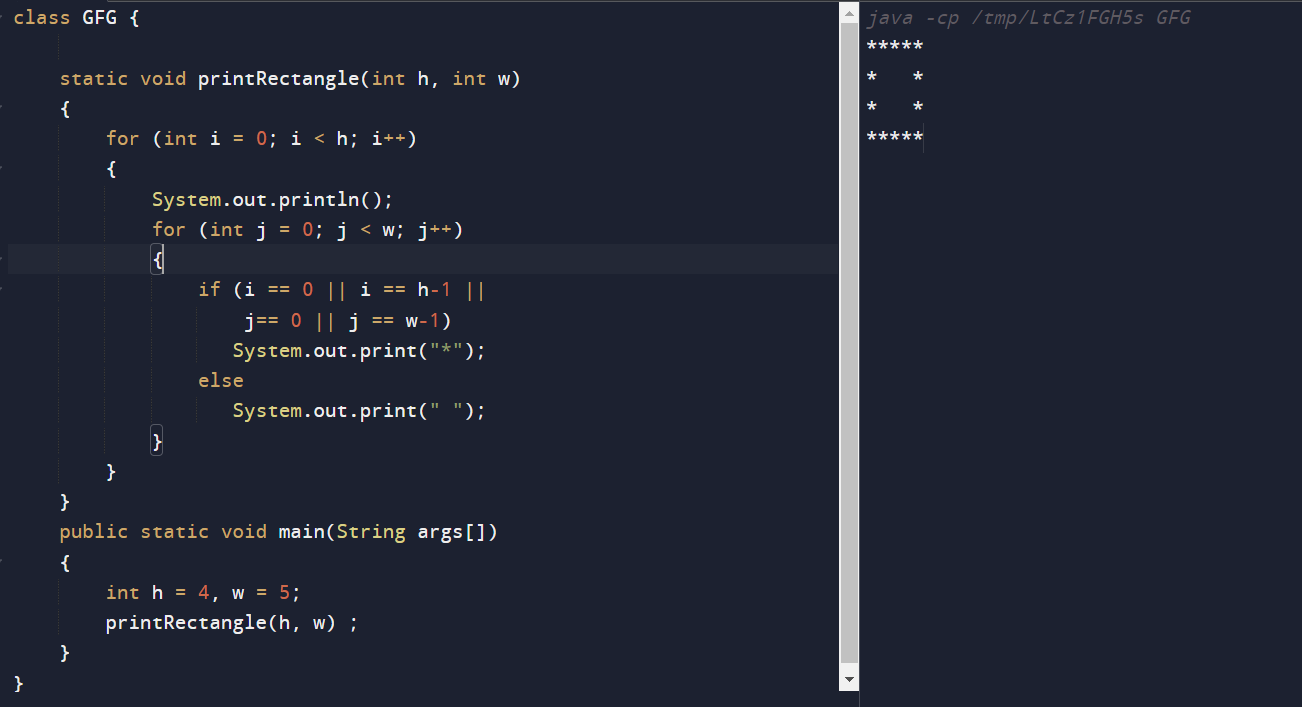 class GFG {
static void printRectangle(int h, int w)
{
for (int i = 0; i < h; i++)
{
System.out.println();
for (int j = 0; j < w; j++)
{
if (i == 0 || i == h-1 ||
j== 0 || j == w-1)
System.out.print("*");
else
System.out.print(" ");
}
}
}
public static void main(String args[])
{
int h = 4, w = 5;
printRectangle(h, w) ;
}
}
java -cp /tmp/LtCz1FGH5s GFG
*****
*   *
*   *
*****